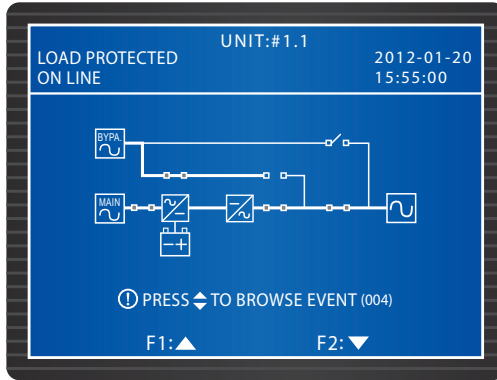 UNIT:#1.1
LOAD PROTECTED
ON LINE
2012-01-20
15:55:00
BYPA.
MAIN
PRESS TO BROWSE EVENT (004)
F1:
F2: